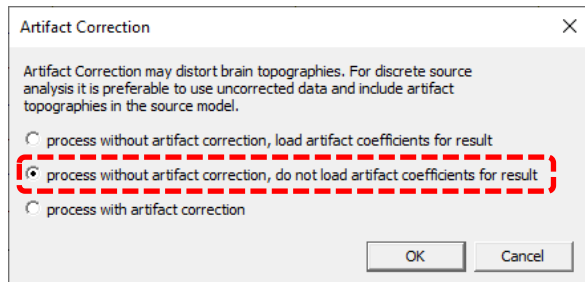 Artifact Correction
Artifact Correction may distort brain topographies. For discrete source
analysis it is preferable to use uncorrected data and include artifact
topographies in the source model.
process without artifact correction, load artifact coefficients for result
process without artifact correction, do not load artifact coefficients for result
process with artifact correction
OK Cancel